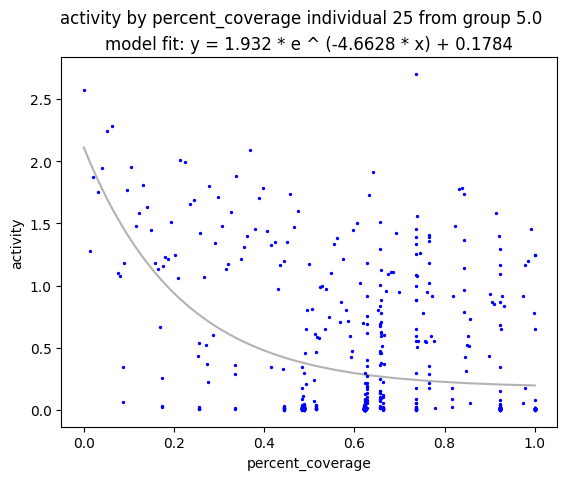 activity by percent_coverage individual 25 from group 5.0
model fit: y = 1.932 * e ^ (-4.6628 * x) + 0.1784
2.5
2.0
1.5
1.0
0.5
0.0
activity
0.0 0.2 0.4 0.6 0.8 1.0
percent_coverage